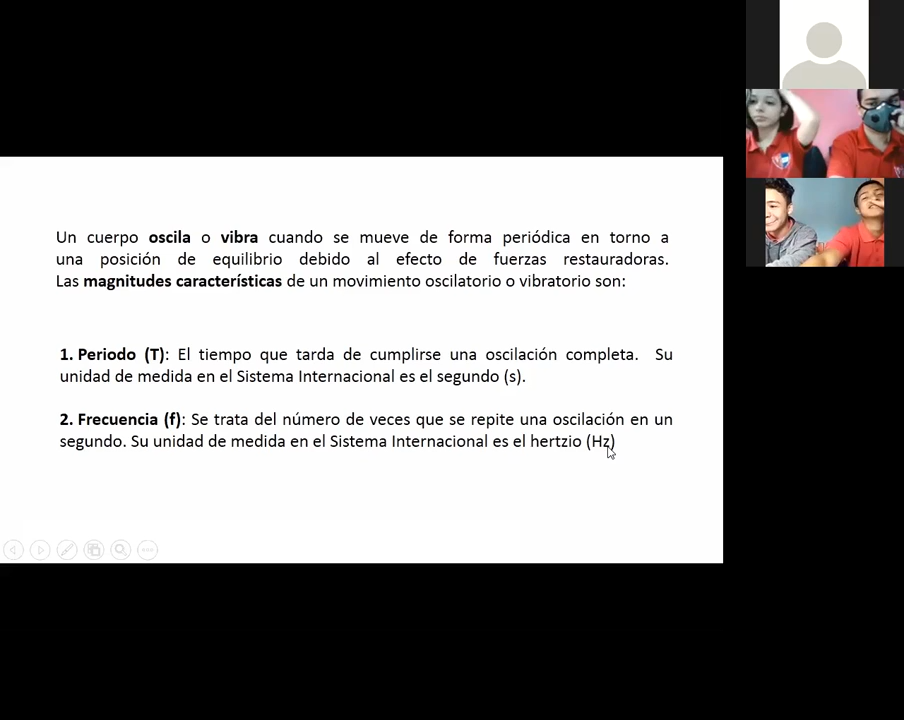 Un cuerpo oscila o vibra cuando se mueve de forma periódica en torno a
una posición de equilibrio debido al efecto de fuerzas restauradoras.
Las magnitudes características de un movimiento oscilatorio o vibratorio son:
1. Periodo (T): El tiempo que tarda de cumplirse una oscilación completa. Su
unidad de medida en el Sistema Internacional es el segundo (s).
2. Frecuencia (f): Se trata del número de veces que se repite una oscilación en un
segundo. Su unidad de medida en el Sistema Internacional es el hertzio (Hz)